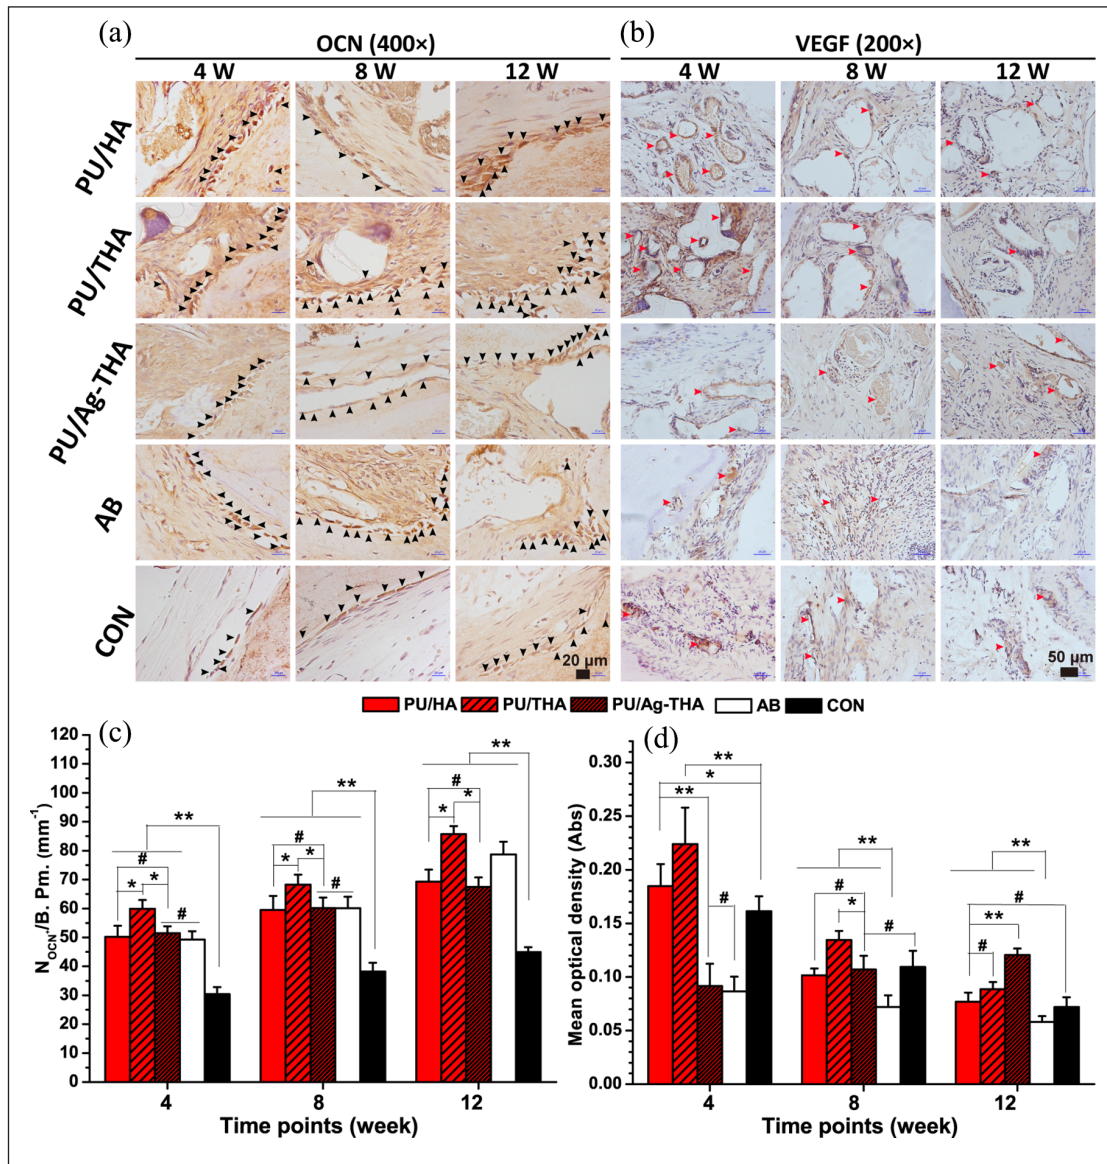 (a) OCN (400×) (b) VEGF (200×)
4 W 8 W 12 W 4 W 8 W 12 W
PU/HA
PU/THA
PU/Ag-THA
AB
CON
20 µm 50 µm
PU/HA PU/THA PU/Ag-THA AB CON
(c)
N OCN+/B. Pm. (mm⁻¹)
120
110
100
90
80
70
60
50
40
30
20
10
0
** # * * #
** # * * #
** # * *
4 8 12
Time points (week)
(d)
Mean optical density (Abs)
0.30
0.25
0.20
0.15
0.10
0.05
0.00
** * ** #
** # * #
** # ** #
4 8 12
Time points (week)